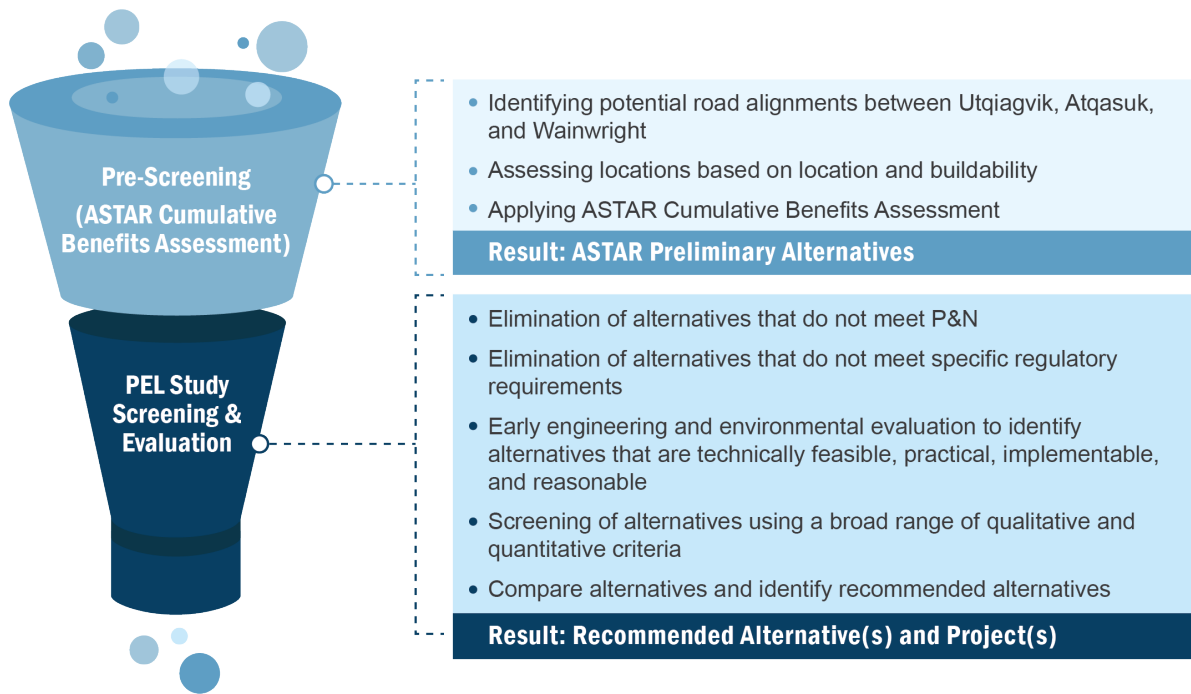 Pre-Screening
(ASTAR Cumulative
Benefits Assessment)
• Identifying potential road alignments between Utqiagvik, Atqasuk,
and Wainwright
• Assessing locations based on location and buildability
• Applying ASTAR Cumulative Benefits Assessment
Result: ASTAR Preliminary Alternatives
PEL Study
Screening &
Evaluation
• Elimination of alternatives that do not meet P&N
• Elimination of alternatives that do not meet specific regulatory
requirements
• Early engineering and environmental evaluation to identify
alternatives that are technically feasible, practical, implementable,
and reasonable
• Screening of alternatives using a broad range of qualitative and
quantitative criteria
• Compare alternatives and identify recommended alternatives
Result: Recommended Alternative(s) and Project(s)